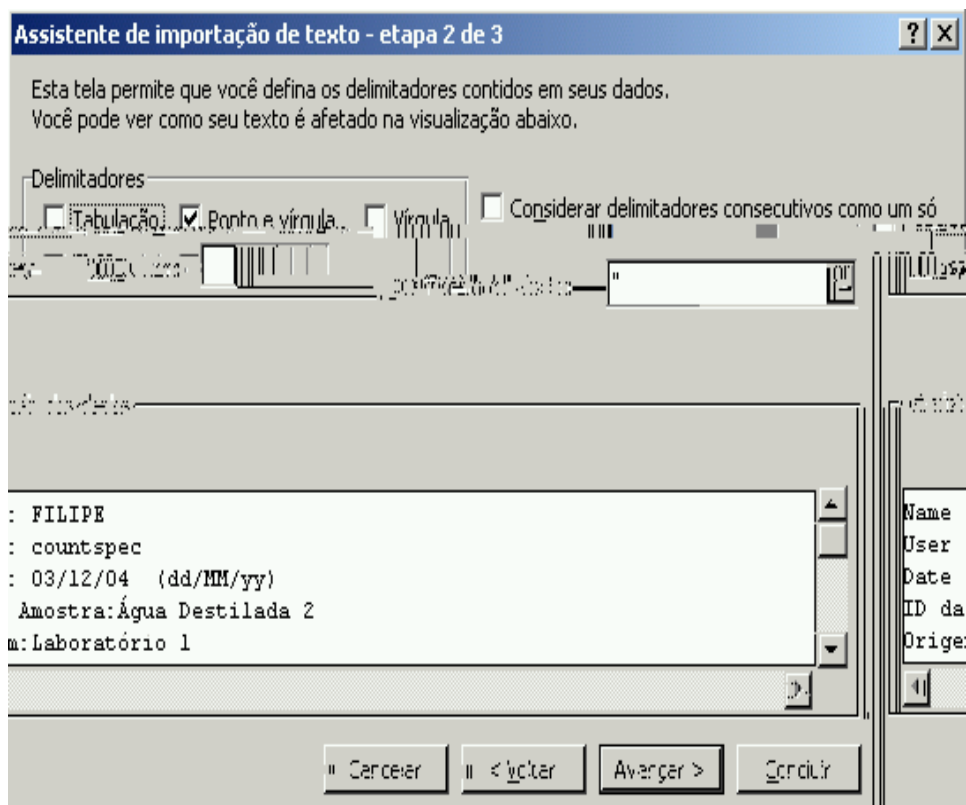 Assistente de importação de texto - etapa 2 de 3
Esta tela permite que você defina os delimitadores contidos em seus dados.
Você pode ver como seu texto é afetado na visualização abaixo.
Delimitadores
Tabulação Ponto e vírgula Vírgula Considerar delimitadores consecutivos como um só
"
: FILIPE
: countspec
: 03/12/04 (dd/MM/yy)
Amostra:Água Destilada 2
m:Laboratório 1
Name
User
Date
ID da
Orige
Cancelar < Voltar Avançar > Concluir